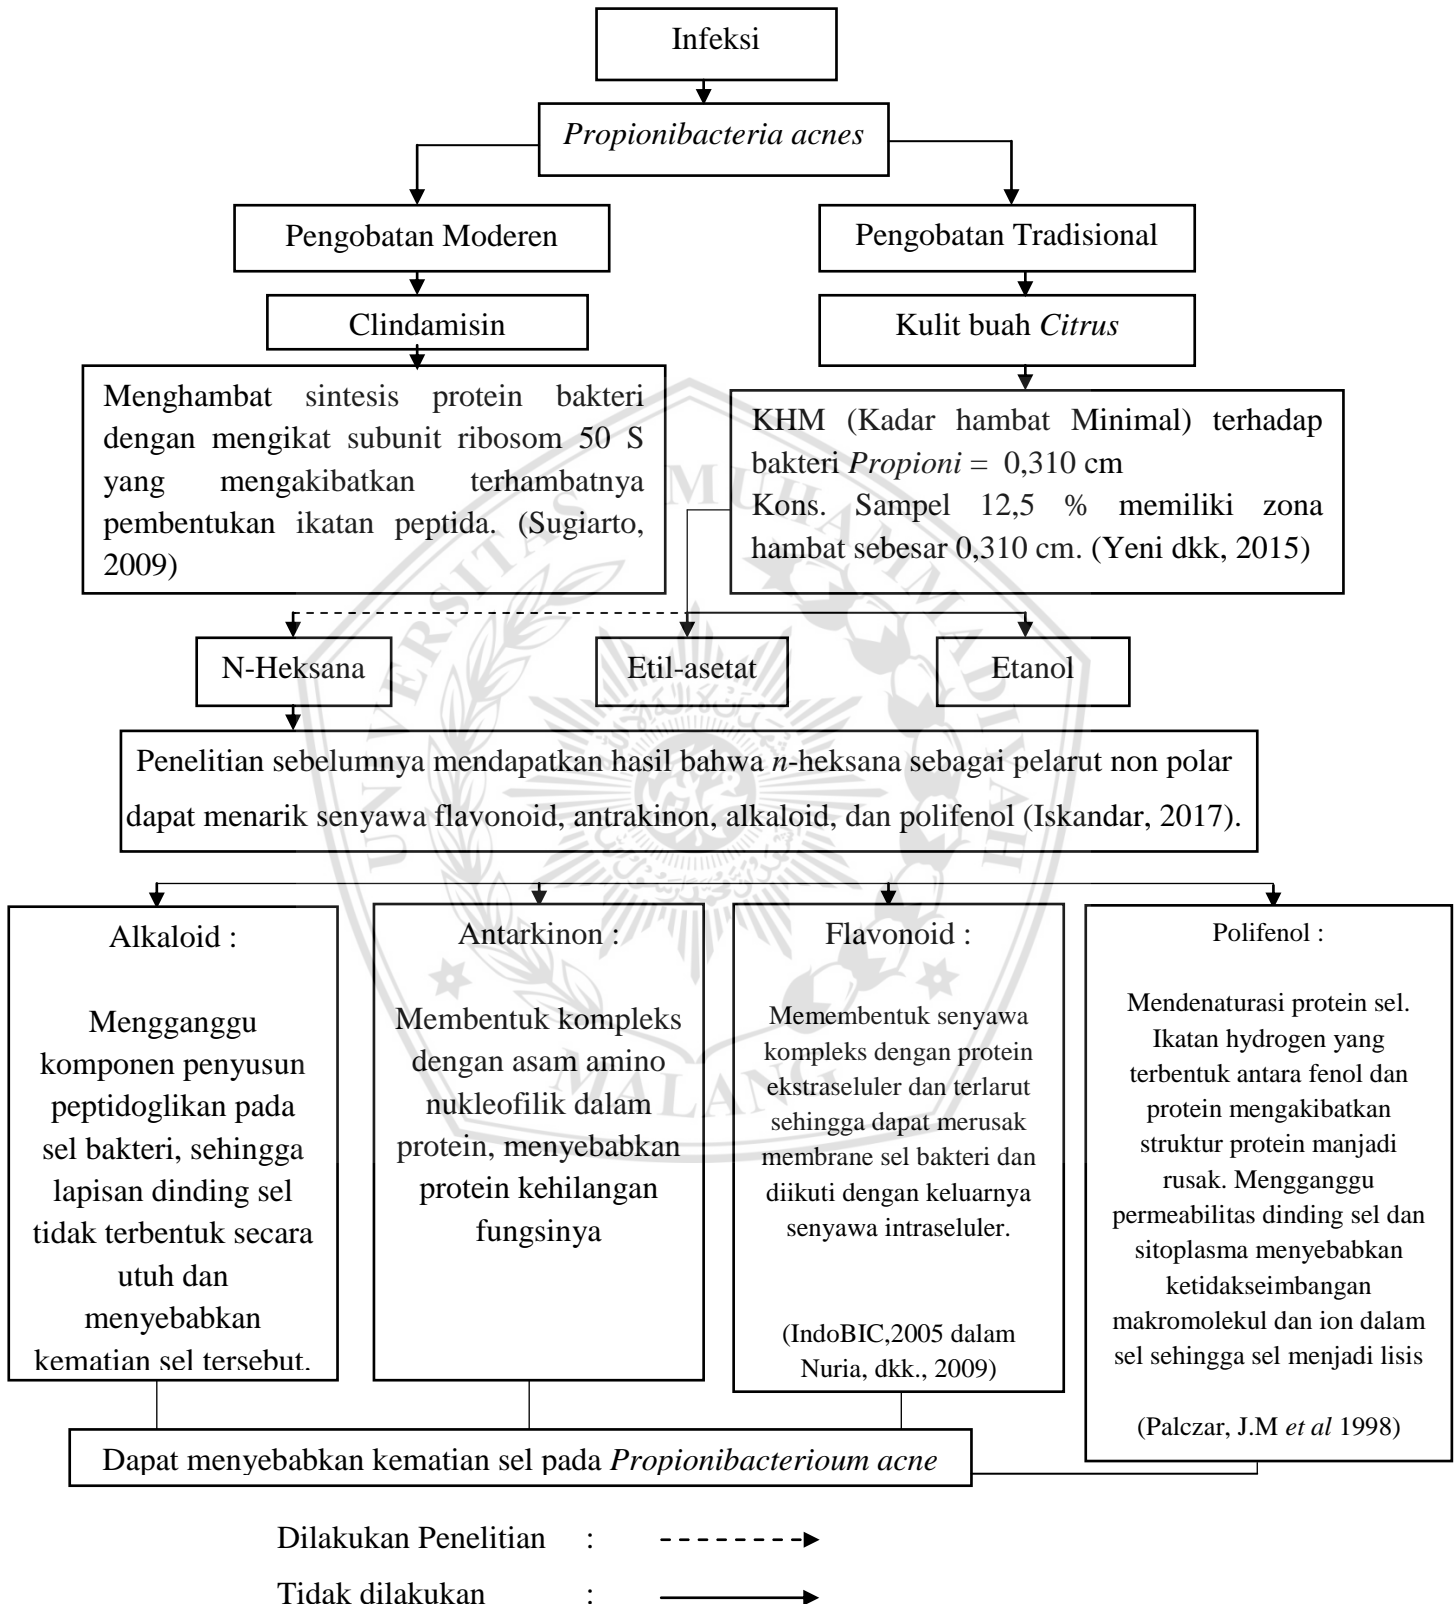 Infeksi
Propionibacteria acnes
Pengobatan Moderen
Pengobatan Tradisional
Clindamisin
Kulit buah Citrus
Menghambat sintesis protein bakteri
dengan mengikat subunit ribosom 50 S
yang mengakibatkan terhambatnya
pembentukan ikatan peptida. (Sugiarto,
2009)
KHM (Kadar hambat Minimal) terhadap
bakteri Propioni = 0,310 cm
Kons. Sampel 12,5 % memiliki zona
hambat sebesar 0,310 cm. (Yeni dkk, 2015)
N-Heksana
Etil-asetat
Etanol
Penelitian sebelumnya mendapatkan hasil bahwa n-heksana sebagai pelarut non polar
dapat menarik senyawa flavonoid, antrakinon, alkaloid, dan polifenol (Iskandar, 2017).
Alkaloid :
Mengganggu
komponen penyusun
peptidoglikan pada
sel bakteri, sehingga
lapisan dinding sel
tidak terbentuk secara
utuh dan
menyebabkan
kematian sel tersebut.
Antarkinon :
Membentuk kompleks
dengan asam amino
nukleofilik dalam
protein, menyebabkan
protein kehilangan
fungsinya
Flavonoid :
Memembentuk senyawa
kompleks dengan protein
ekstraseluler dan terlarut
sehingga dapat merusak
membrane sel bakteri dan
diikuti dengan keluarnya
senyawa intraseluler.
(IndoBIC,2005 dalam
Nuria, dkk., 2009)
Polifenol :
Mendenaturasi protein sel.
Ikatan hydrogen yang
terbentuk antara fenol dan
protein mengakibatkan
struktur protein manjadi
rusak. Mengganggu
permeabilitas dinding sel dan
sitoplasma menyebabkan
ketidakseimbangan
makromolekul dan ion dalam
sel sehingga sel menjadi lisis
(Palczar, J.M et al 1998)
Dapat menyebabkan kematian sel pada Propionibacterioum acne
Dilakukan Penelitian :
Tidak dilakukan :
UNIVERSITAS MUHAMMADIYAH
MALANG